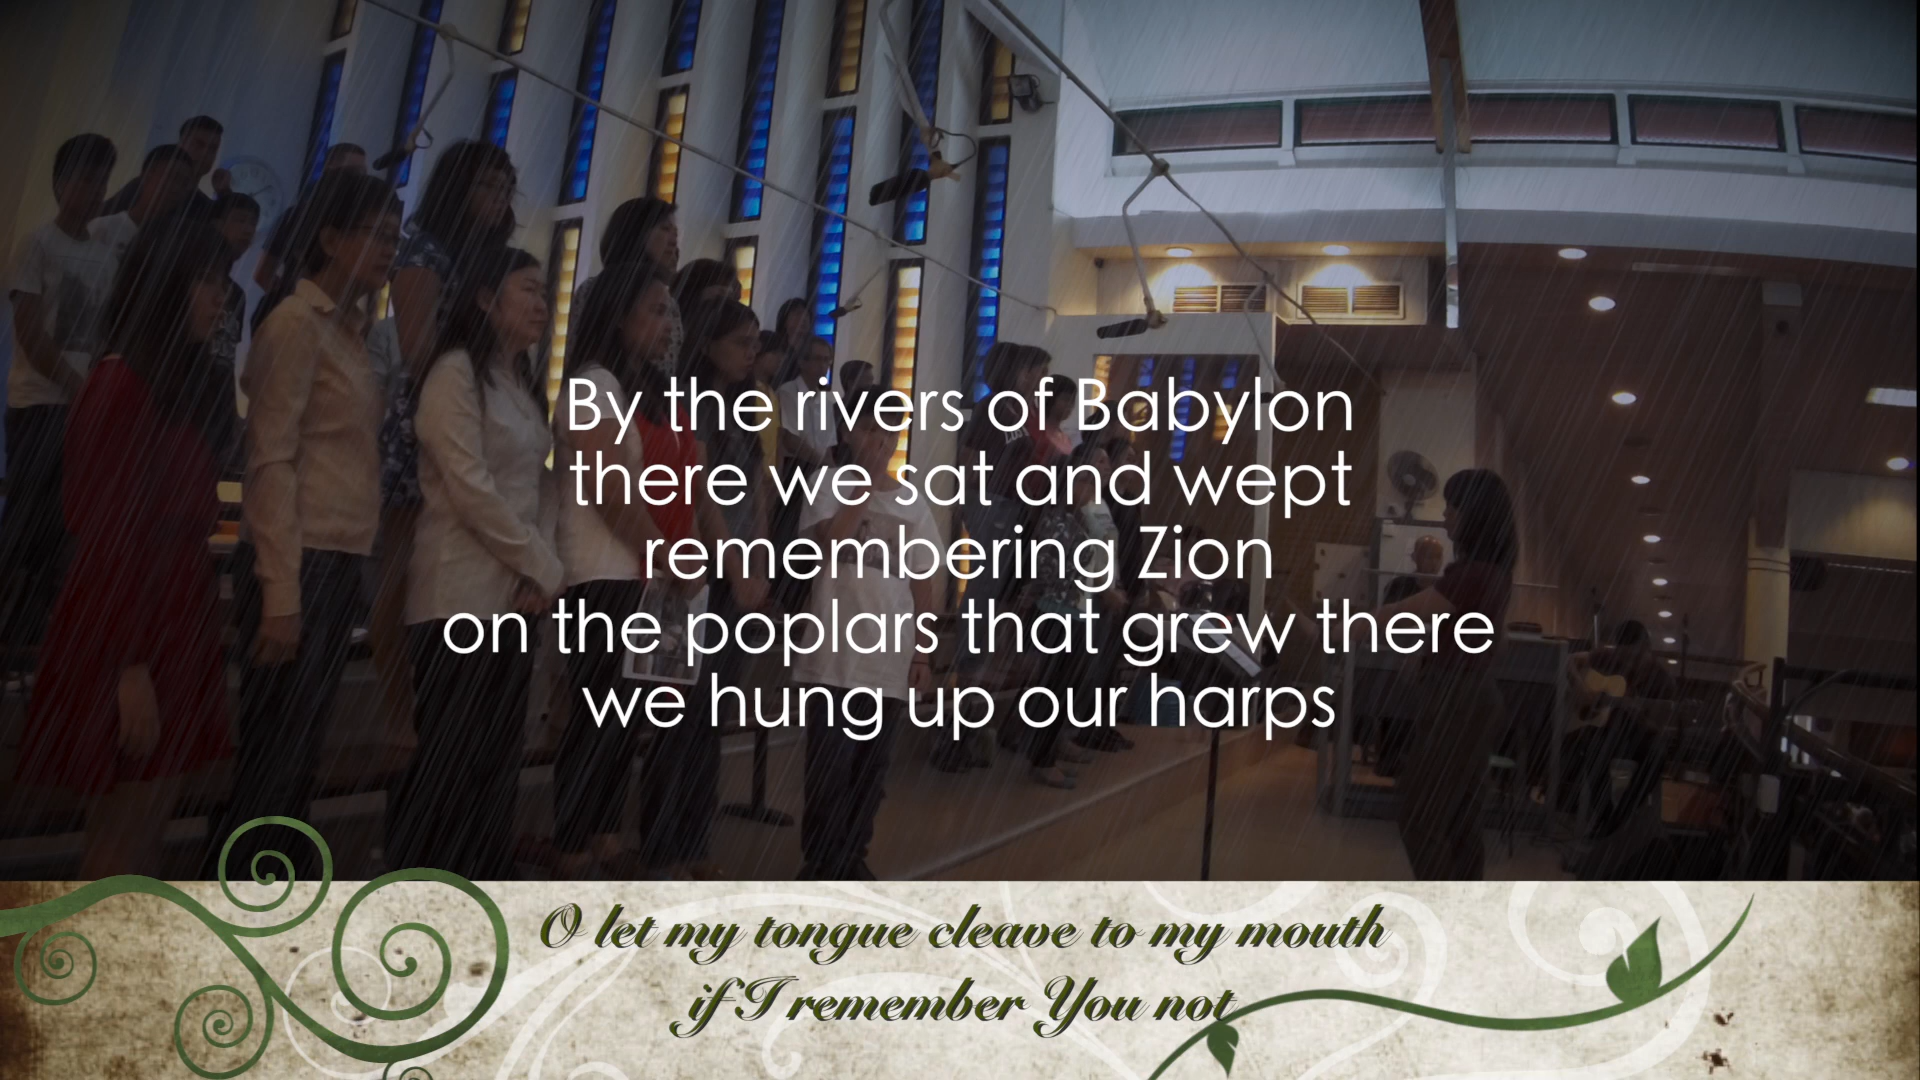 By the rivers of Babylon
there we sat and wept
remembering Zion
on the poplars that grew there
we hung up our harps
O let my tongue cleave to my mouth
if I remember You not